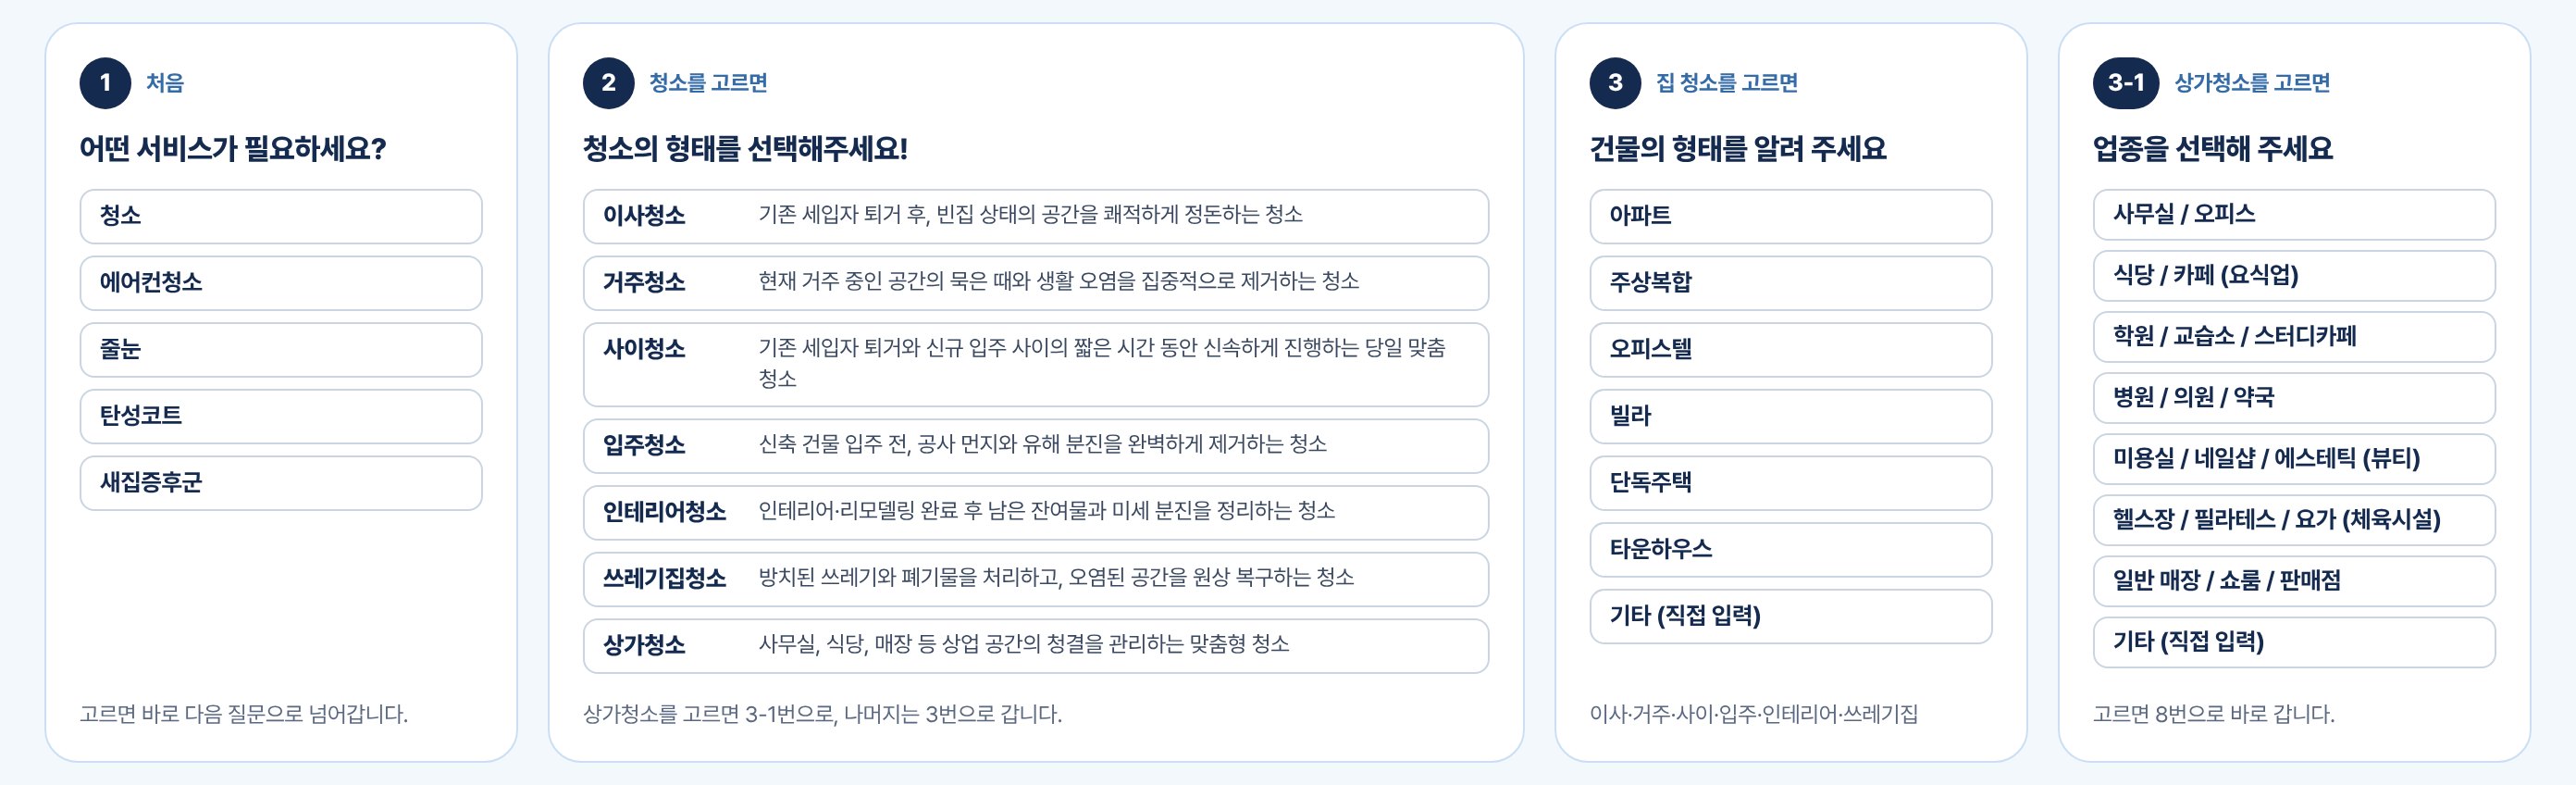 1 처음
어떤 서비스가 필요하세요?
청소
에어컨청소
줄눈
탄성코트
새집증후군
고르면 바로 다음 질문으로 넘어갑니다.
2 청소를 고르면
청소의 형태를 선택해주세요!
이사청소 기존 세입자 퇴거 후, 빈집 상태의 공간을 쾌적하게 정돈하는 청소
거주청소 현재 거주 중인 공간의 묵은 때와 생활 오염을 집중적으로 제거하는 청소
사이청소 기존 세입자 퇴거와 신규 입주 사이의 짧은 시간 동안 신속하게 진행하는 당일 맞춤
청소
입주청소 신축 건물 입주 전, 공사 먼지와 유해 분진을 완벽하게 제거하는 청소
인테리어청소 인테리어·리모델링 완료 후 남은 잔여물과 미세 분진을 정리하는 청소
쓰레기집청소 방치된 쓰레기와 폐기물을 처리하고, 오염된 공간을 원상 복구하는 청소
상가청소 사무실, 식당, 매장 등 상업 공간의 청결을 관리하는 맞춤형 청소
상가청소를 고르면 3-1번으로, 나머지는 3번으로 갑니다.
3 집 청소를 고르면
건물의 형태를 알려 주세요
아파트
주상복합
오피스텔
빌라
단독주택
타운하우스
기타 (직접 입력)
이사·거주·사이·입주·인테리어·쓰레기집
3-1 상가청소를 고르면
업종을 선택해 주세요
사무실 / 오피스
식당 / 카페 (요식업)
학원 / 교습소 / 스터디카페
병원 / 의원 / 약국
미용실 / 네일샵 / 에스테틱 (뷰티)
헬스장 / 필라테스 / 요가 (체육시설)
일반 매장 / 쇼룸 / 판매점
기타 (직접 입력)
고르면 8번으로 바로 갑니다.